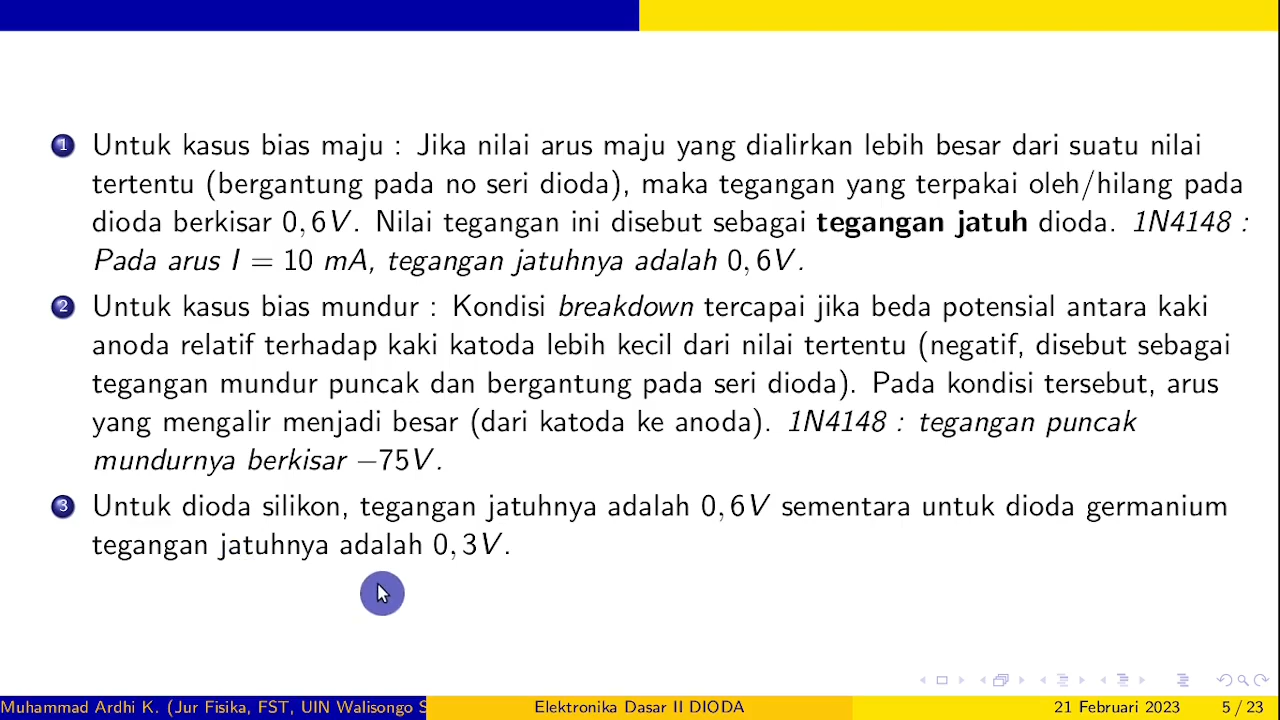 1 Untuk kasus bias maju : Jika nilai arus maju yang dialirkan lebih besar dari suatu nilai
tertentu (bergantung pada no seri dioda), maka tegangan yang terpakai oleh/hilang pada
dioda berkisar 0, 6V. Nilai tegangan ini disebut sebagai tegangan jatuh dioda. 1N4148 :
Pada arus I = 10 mA, tegangan jatuhnya adalah 0, 6V.
2 Untuk kasus bias mundur : Kondisi breakdown tercapai jika beda potensial antara kaki
anoda relatif terhadap kaki katoda lebih kecil dari nilai tertentu (negatif, disebut sebagai
tegangan mundur puncak dan bergantung pada seri dioda). Pada kondisi tersebut, arus
yang mengalir menjadi besar (dari katoda ke anoda). 1N4148 : tegangan puncak
mundurnya berkisar −75V.
3 Untuk dioda silikon, tegangan jatuhnya adalah 0, 6V sementara untuk dioda germanium
tegangan jatuhnya adalah 0, 3V.
Muhammad Ardhi K. (Jur Fisika, FST, UIN Walisongo S Elektronika Dasar II DIODA 21 Februari 2023 5 / 23